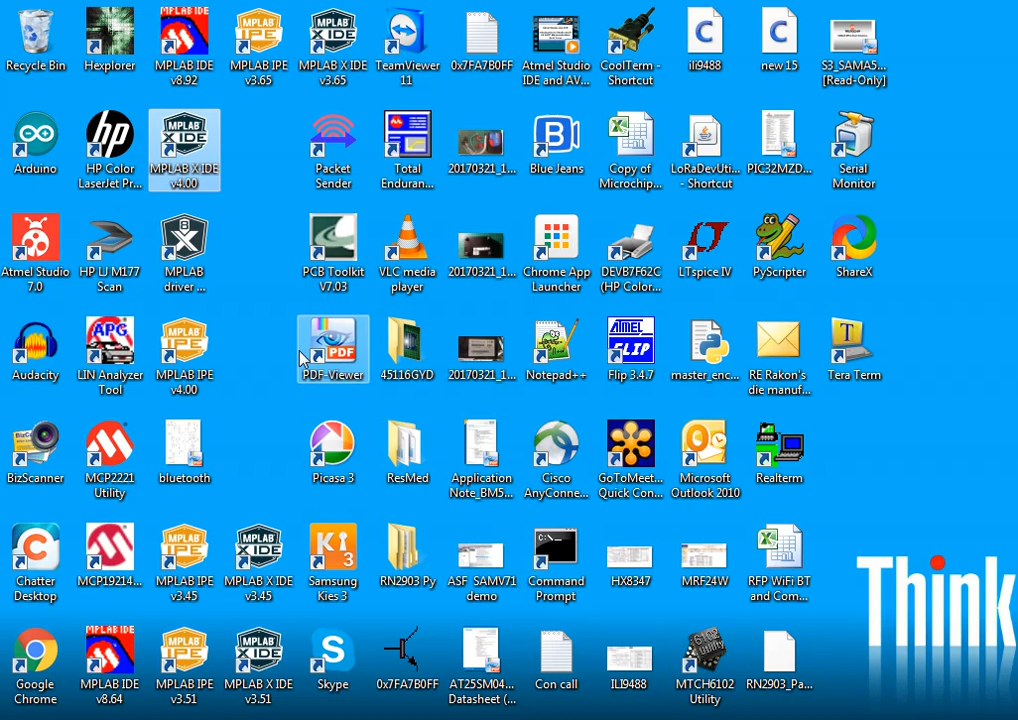 Recycle Bin
Hexplorer
MPLAB IDE
v8.92
MPLAB IPE
v3.65
MPLAB X IDE
v3.65
TeamViewer
11
0x7FA7B0FF
Atmel Studio
IDE and AV...
CoolTerm -
Shortcut
ili9488
new 15
S3_SAMA5...
[Read-Only]
Arduino
HP Color
LaserJet Pr...
MPLAB X IDE
v4.00
Packet
Sender
Total
Enduran...
20170321_1...
Blue Jeans
Copy of
Microchip...
LoRaDevUti...
- Shortcut
PIC32MZD...
Serial
Monitor
Atmel Studio
7.0
HP LJ M177
Scan
MPLAB
driver ...
PCB Toolkit
V7.03
VLC media
player
20170321_1...
Chrome App
Launcher
DEVB7F62C
(HP Color...
LTspice IV
PyScripter
ShareX
Audacity
LIN Analyzer
Tool
MPLAB IPE
v4.00
PDF-Viewer
45116GYD
20170321_1...
Notepad++
Flip 3.4.7
master_enc...
RE Rakon's
die manuf...
Tera Term
BizScanner
MCP2221
Utility
bluetooth
Picasa 3
ResMed
Application
Note_BM5...
Cisco
AnyConne...
GoToMeet...
Quick Con...
Microsoft
Outlook 2010
Realterm
Chatter
Desktop
MCP19214...
MPLAB IPE
v3.45
MPLAB X IDE
v3.45
Samsung
Kies 3
RN2903 Py
ASF_SAMV71
demo
Command
Prompt
HX8347
MRF24W
RFP WiFi BT
and Com...
Think
Google
Chrome
MPLAB IDE
v8.64
MPLAB IPE
v3.51
MPLAB X IDE
v3.51
Skype
0x7FA7B0FF
AT25SM04...
Datasheet (...
Con call
ILI9488
MTCH6102
Utility
RN2903_Pa...